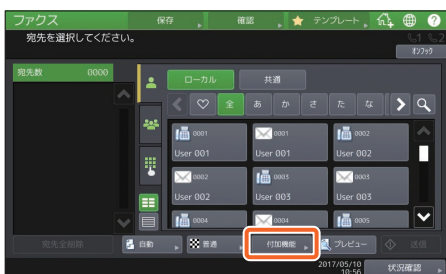 ファクス 保存 確認 テンプレート
宛先を選択してください。 L1 L2
オフフック
宛先数 0000
ローカル 共通
全 あ か さ た な
0001 0001 0002
User 001 User 001 User 002
0002 0003 0003
User 002 User 003 User 003
0004 0004 0005
宛先全削除 自動 普通 付加機能 プレビュー 送信
2017/05/10
10:56 状況確認